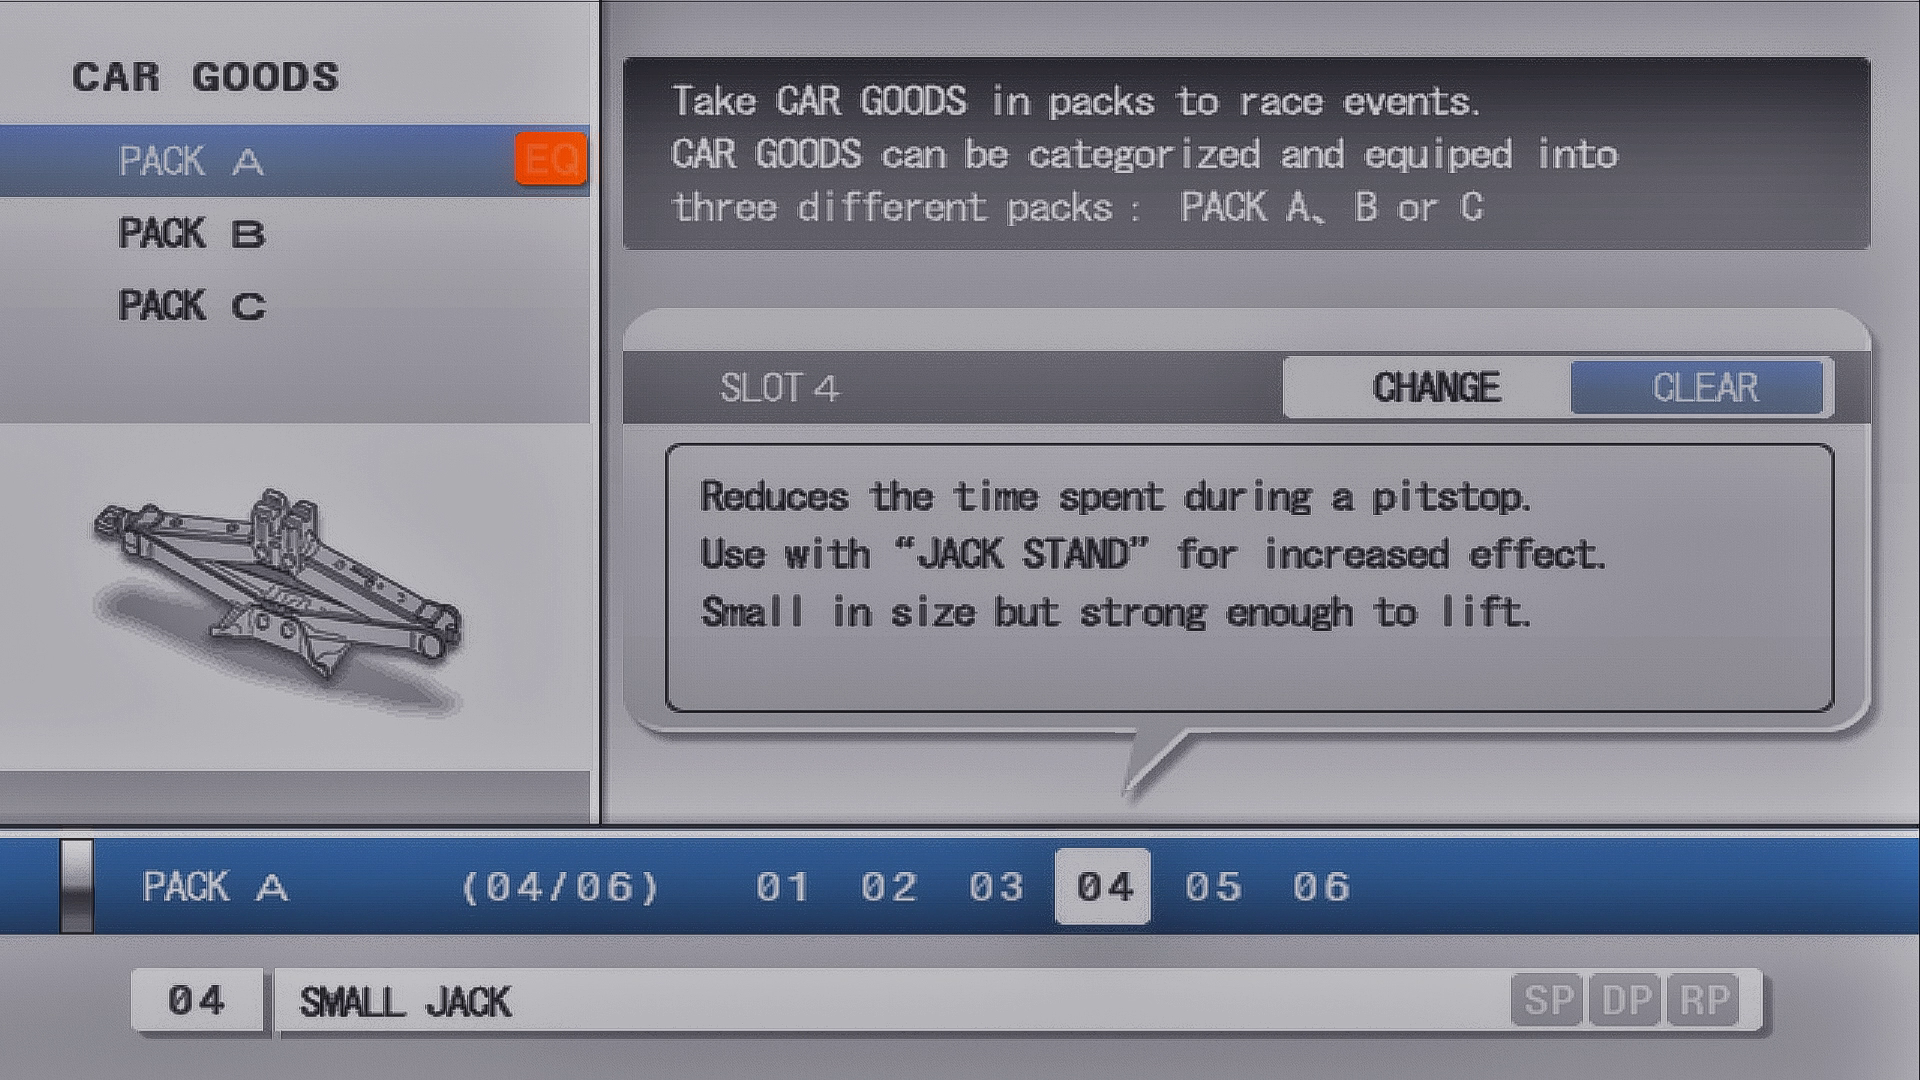 CAR GOODS
PACK A EQ
PACK B
PACK C
Take CAR GOODS in packs to race events.
CAR GOODS can be categorized and equiped into
three different packs : PACK A、 B or C
SLOT 4 CHANGE CLEAR
Reduces the time spent during a pitstop.
Use with “JACK STAND” for increased effect.
Small in size but strong enough to lift.
PACK A (04/06) 01 02 03 04 05 06
04 SMALL JACK SP DP RP